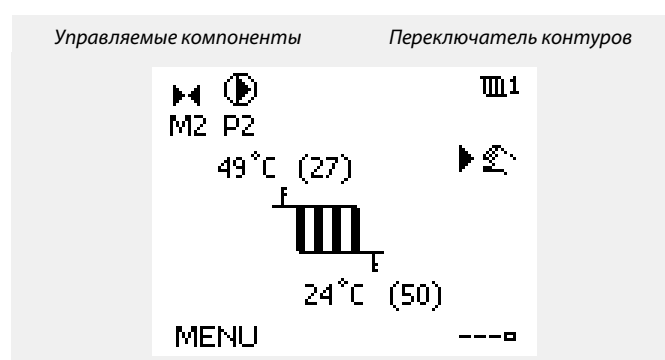 Управляемые компоненты Переключатель контуров
1
M2 P2
49°C (27)
24°C (50)
MENU ---